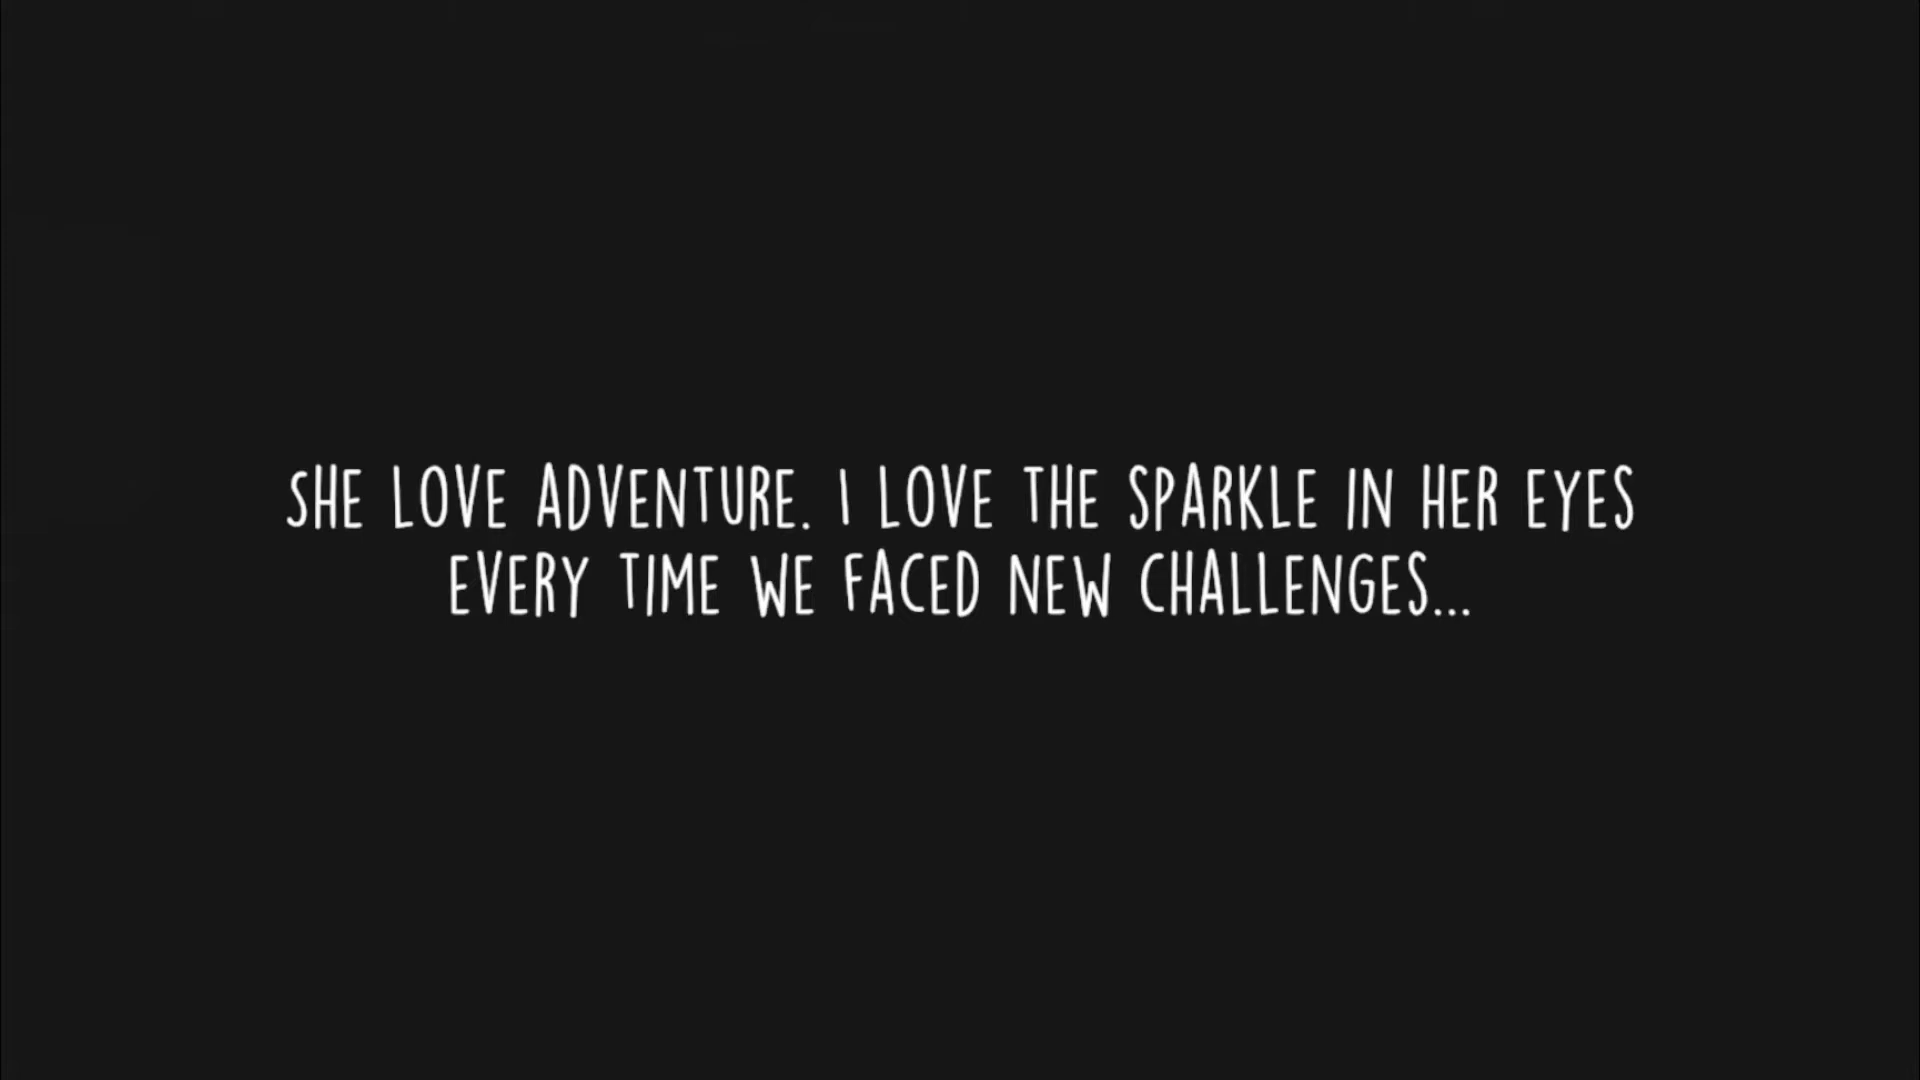 SHE LOVE ADVENTURE. I LOVE THE SPARKLE IN HER EYES
EVERY TIME WE FACED NEW CHALLENGES...